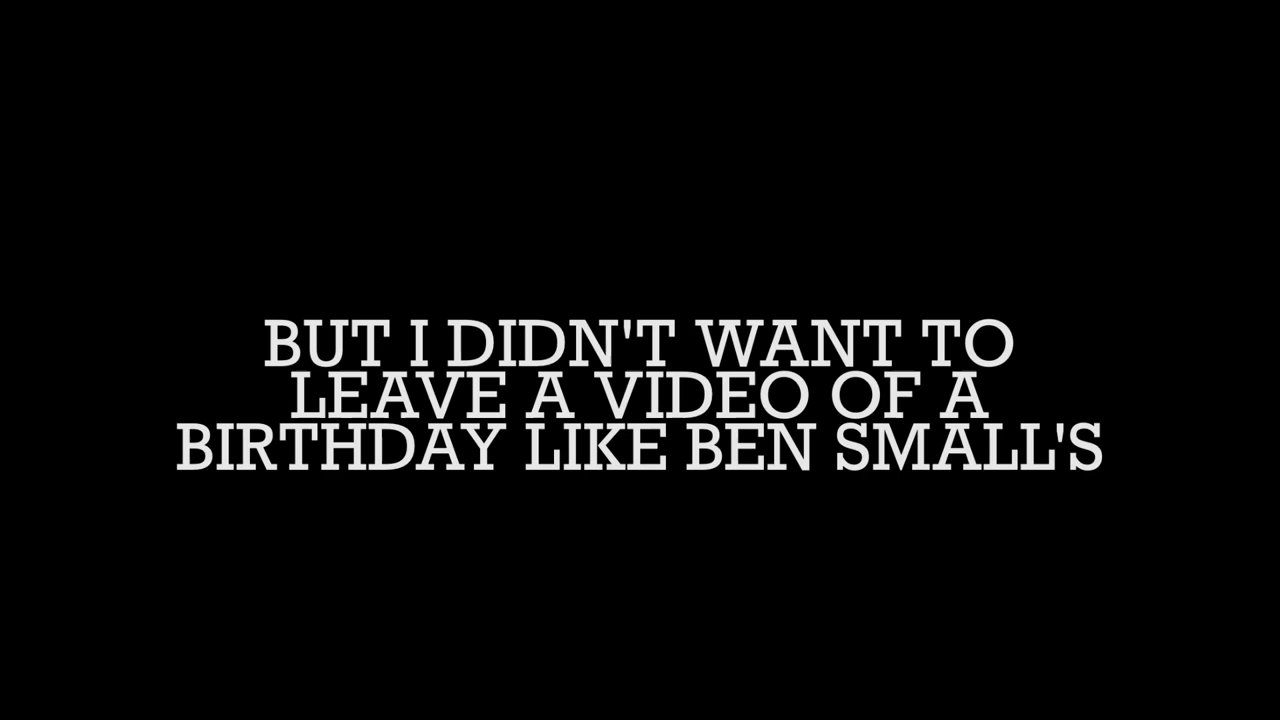 BUT I DIDN'T WANT TO
LEAVE A VIDEO OF A
BIRTHDAY LIKE BEN SMALL'S